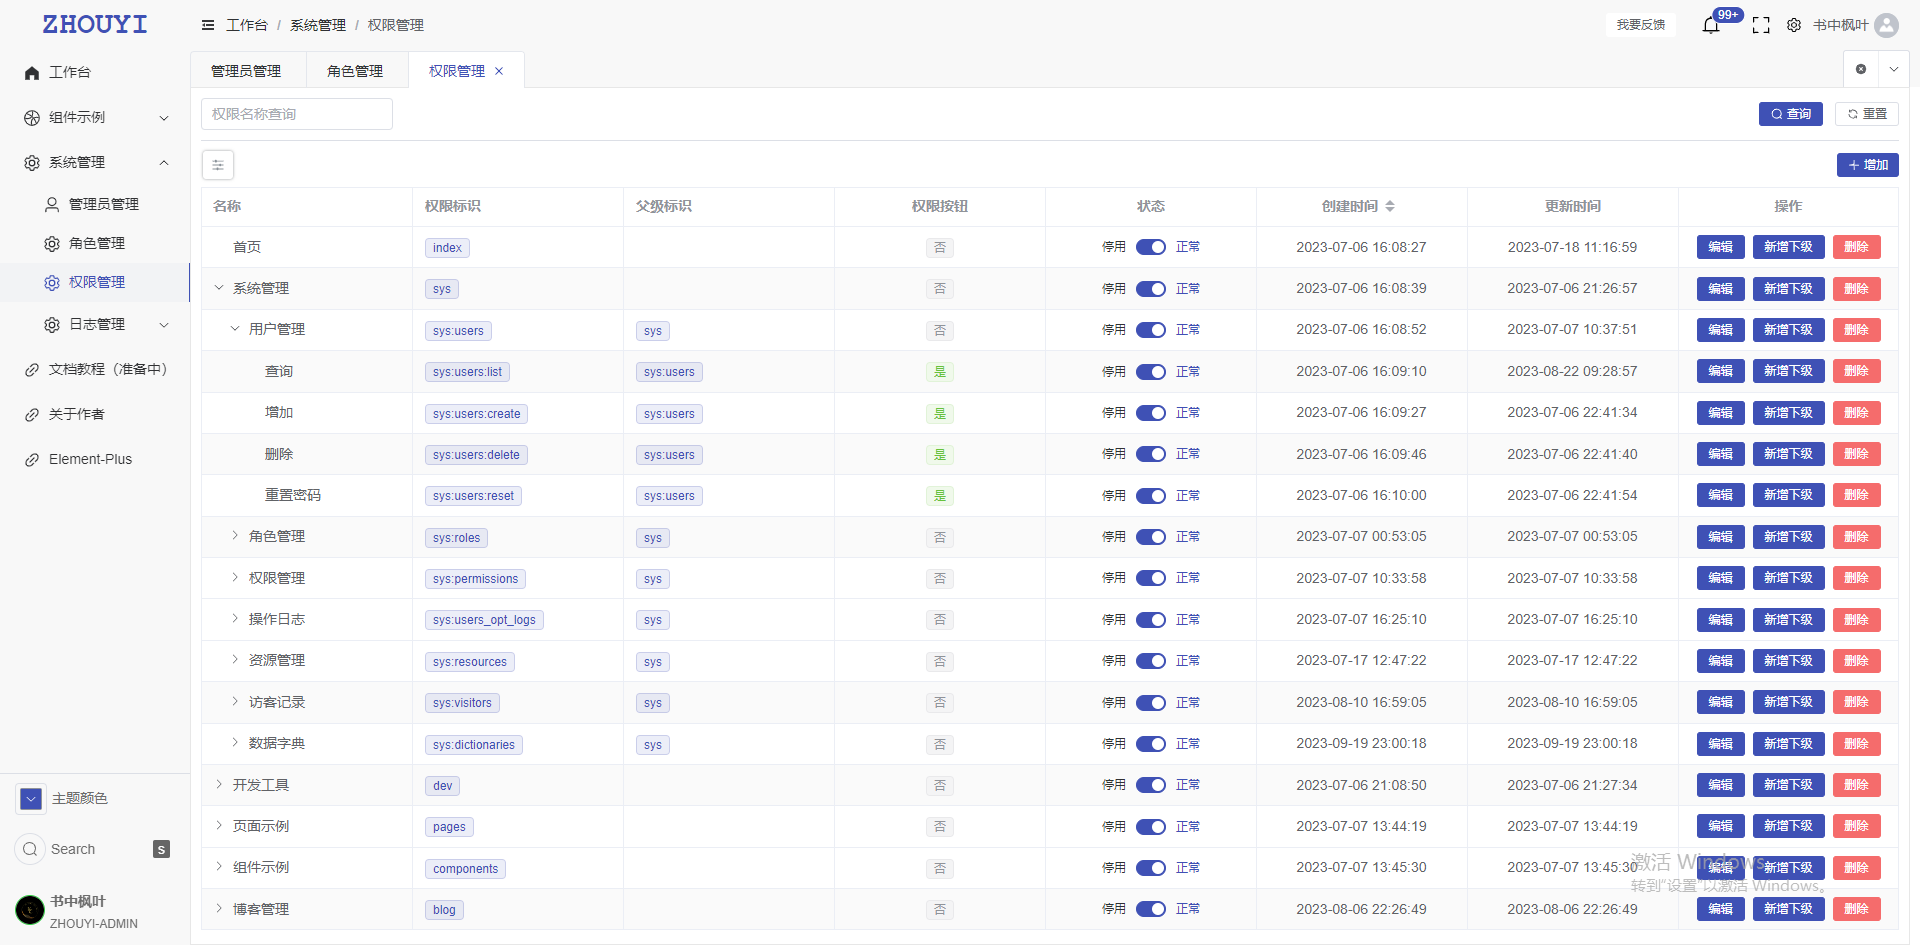 ZHOUYI
工作台 / 系统管理 / 权限管理
我要反馈
99+
书中枫叶
工作台
组件示例
系统管理
管理员管理
角色管理
权限管理
日志管理
文档教程（准备中）
关于作者
Element-Plus
主题颜色
Search S
书中枫叶
ZHOUYI-ADMIN
管理员管理 角色管理 权限管理
权限名称查询 查询 重置
增加
名称 权限标识 父级标识 权限按钮 状态 创建时间 更新时间 操作
首页 index 否 停用 正常 2023-07-06 16:08:27 2023-07-18 11:16:59 编辑 新增下级 删除
系统管理 sys 否 停用 正常 2023-07-06 16:08:39 2023-07-06 21:26:57 编辑 新增下级 删除
用户管理 sys:users sys 否 停用 正常 2023-07-06 16:08:52 2023-07-07 10:37:51 编辑 新增下级 删除
查询 sys:users:list sys:users 是 停用 正常 2023-07-06 16:09:10 2023-08-22 09:28:57 编辑 新增下级 删除
增加 sys:users:create sys:users 是 停用 正常 2023-07-06 16:09:27 2023-07-06 22:41:34 编辑 新增下级 删除
删除 sys:users:delete sys:users 是 停用 正常 2023-07-06 16:09:46 2023-07-06 22:41:40 编辑 新增下级 删除
重置密码 sys:users:reset sys:users 是 停用 正常 2023-07-06 16:10:00 2023-07-06 22:41:54 编辑 新增下级 删除
角色管理 sys:roles sys 否 停用 正常 2023-07-07 00:53:05 2023-07-07 00:53:05 编辑 新增下级 删除
权限管理 sys:permissions sys 否 停用 正常 2023-07-07 10:33:58 2023-07-07 10:33:58 编辑 新增下级 删除
操作日志 sys:users_opt_logs sys 否 停用 正常 2023-07-07 16:25:10 2023-07-07 16:25:10 编辑 新增下级 删除
资源管理 sys:resources sys 否 停用 正常 2023-07-17 12:47:22 2023-07-17 12:47:22 编辑 新增下级 删除
访客记录 sys:visitors sys 否 停用 正常 2023-08-10 16:59:05 2023-08-10 16:59:05 编辑 新增下级 删除
数据字典 sys:dictionaries sys 否 停用 正常 2023-09-19 23:00:18 2023-09-19 23:00:18 编辑 新增下级 删除
开发工具 dev 否 停用 正常 2023-07-06 21:08:50 2023-07-06 21:27:34 编辑 新增下级 删除
页面示例 pages 否 停用 正常 2023-07-07 13:44:19 2023-07-07 13:44:19 编辑 新增下级 删除
组件示例 components 否 停用 正常 2023-07-07 13:45:30 2023-07-07 13:45:30 编辑 新增下级 删除
博客管理 blog 否 停用 正常 2023-08-06 22:26:49 2023-08-06 22:26:49 编辑 新增下级 删除
激活 Windows
转到“设置”以激活 Windows。